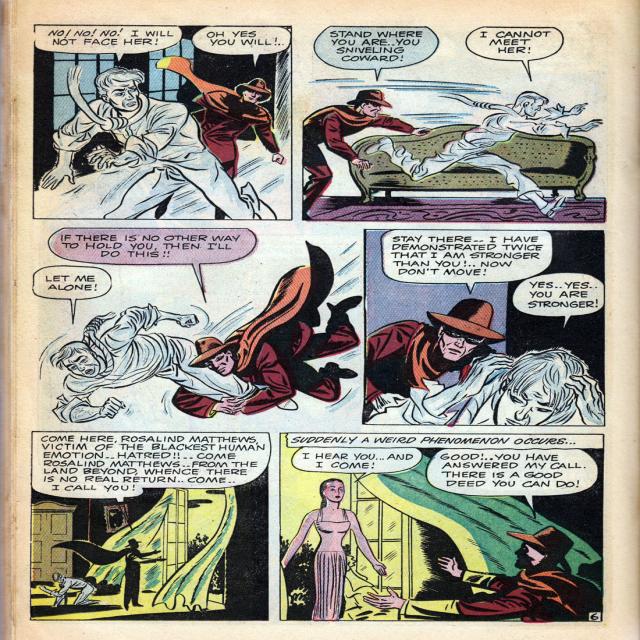 NO! NO! NO! I WILL
NOT FACE HER!
OH YES
YOU WILL!..
STAND WHERE
YOU ARE..YOU
SNIVELING
COWARD!
I CANNOT
MEET
HER!
IF THERE IS NO OTHER WAY
TO HOLD YOU, THEN I'LL
DO THIS!!
LET ME
ALONE!
STAY THERE.. I HAVE
DEMONSTRATED TWICE
THAT I AM STRONGER
THAN YOU!.. NOW
DON'T MOVE!
YES..YES..
YOU ARE
STRONGER!
COME HERE, ROSALIND MATTHEWS,
VICTIM OF THE BLACKEST HUMAN
EMOTION.. HATRED!!.. COME
ROSALIND MATTHEWS..FROM THE
LAND BEYOND, WHENCE THERE
IS NO REAL RETURN.. COME..
I CALL YOU!
SUDDENLY A WEIRD PHENOMENON OCCURS...
I HEAR YOU...AND
I COME!
GOOD!..YOU HAVE
ANSWERED MY CALL.
THERE IS A GOOD
DEED YOU CAN DO!
6